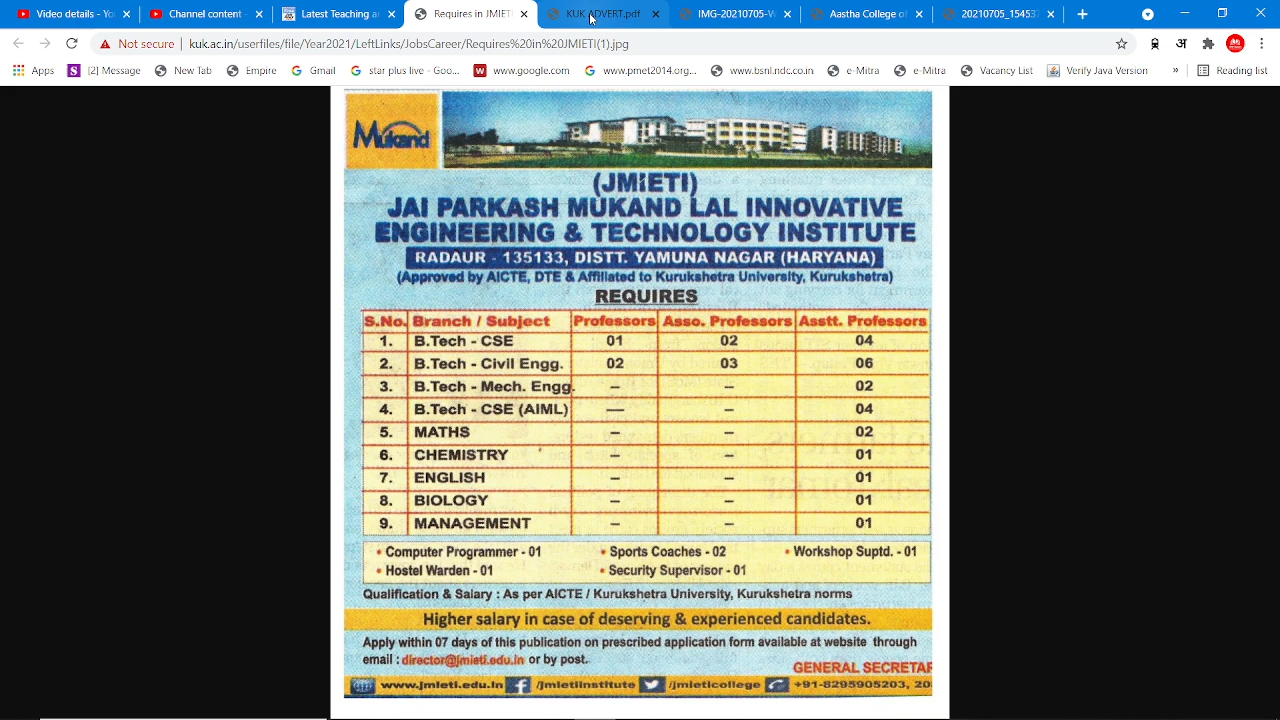 Video details - Yo
Channel content -
Latest Teaching a
Requires in JMIETI
KUK ADVERT.pdf
IMG-20210705-W
Aastha College o
20210705_15453
Not secure
kuk.ac.in/userfiles/file/Year2021/LeftLinks/JobsCareer/Requires%20In%20JMIETI(1).jpg
Apps
[2] Message
New Tab
Empire
Gmail
star plus live - Goo...
www.google.com
www.pmet2014.org...
www.bsnl.ndc.co.in
e-Mitra
e-Mitra
Vacancy List
Verify Java Version
»
Reading list
Mukand
(JMIETI)
JAI PARKASH MUKAND LAL INNOVATIVE
ENGINEERING & TECHNOLOGY INSTITUTE
RADAUR - 135133, DISTT. YAMUNA NAGAR (HARYANA)
(Approved by AICTE, DTE & Affiliated to Kurukshetra University, Kurukshetra)
REQUIRES
S.No. Branch / Subject Professors Asso. Professors Asstt. Professors
1. B.Tech - CSE 01 02 04
2. B.Tech - Civil Engg. 02 03 06
3. B.Tech - Mech. Engg. – – 02
4. B.Tech - CSE (AIML) — – 04
5. MATHS – – 02
6. CHEMISTRY – – 01
7. ENGLISH – – 01
8. BIOLOGY – – 01
9. MANAGEMENT – – 01
• Computer Programmer - 01 • Sports Coaches - 02 • Workshop Suptd. - 01
• Hostel Warden - 01 • Security Supervisor - 01
Qualification & Salary : As per AICTE / Kurukshetra University, Kurukshetra norms
Higher salary in case of deserving & experienced candidates.
Apply within 07 days of this publication on prescribed application form available at website through
email : director@jmieti.edu.in or by post.
GENERAL SECRETAR
www.jmieti.edu.in /jmietiinstitute /jmieticollege +91-8295905203, 20